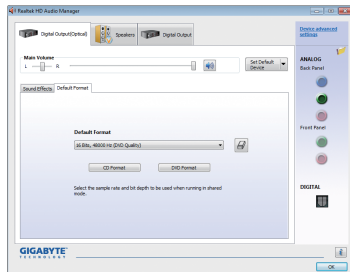 Realtek HD Audio Manager
Digital Output(Optical)
Speakers
Digital Output
Device advanced
settings
Main Volume
L
R
Set Default
Device
ANALOG
Back Panel
Sound Effects
Default Format
Front Panel
Default Format
16 Bits, 48000 Hz (DVD Quality)
CD Format
DVD Format
Select the sample rate and bit depth to be used when running in shared
mode.
DIGITAL
GIGABYTE
TECHNOLOGY
i
OK